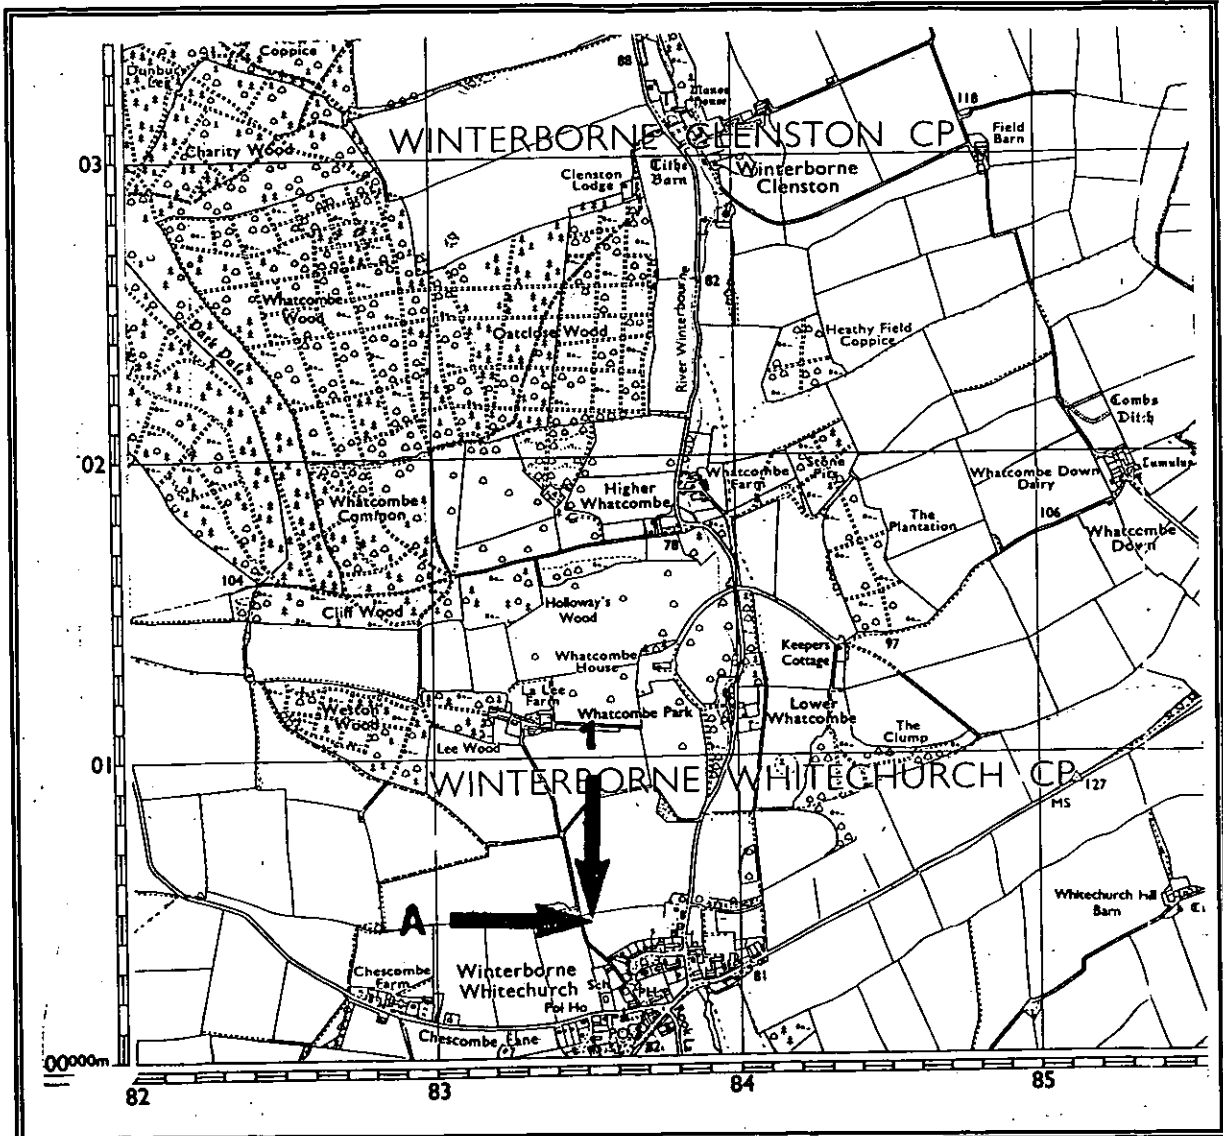 Coppice
88
Manor
House
118
Charity Wood
WINTERBORNE CLENSTON CP
Field
Barn
03
Tithe
Barn
Winterborne
Clenston
Clenston
Lodge
Whatcombe
Wood
River Winterbourne
82
Dark Dale
Oatclose Wood
Heathy Field
Coppice
Combs
Ditch
02
Whatcombe
Common
Higher
Whatcombe
Whatcombe
Farm
Stone
Pits
Whatcombe Down
Dairy
Tumulus
The
Plantation
106
Whatcombe
Down
78
104
Cliff Wood
Holloway's
Wood
97
Whatcombe
House
Keepers
Cottage
Weston's
Wood
La Lee
Farm
Whatcombe Park
Lower
Whatcombe
The
Clump
Lee Wood
1
01
WINTERBORNE WHITECHURCH CP
127
MS
A
Whitechurch Hill
Barn
Chescombe
Farm
Winterborne
Whitechurch
Sch
PH
81
Pol Ho
Chescombe Lane
PO
82
00000m
82
83
84
85